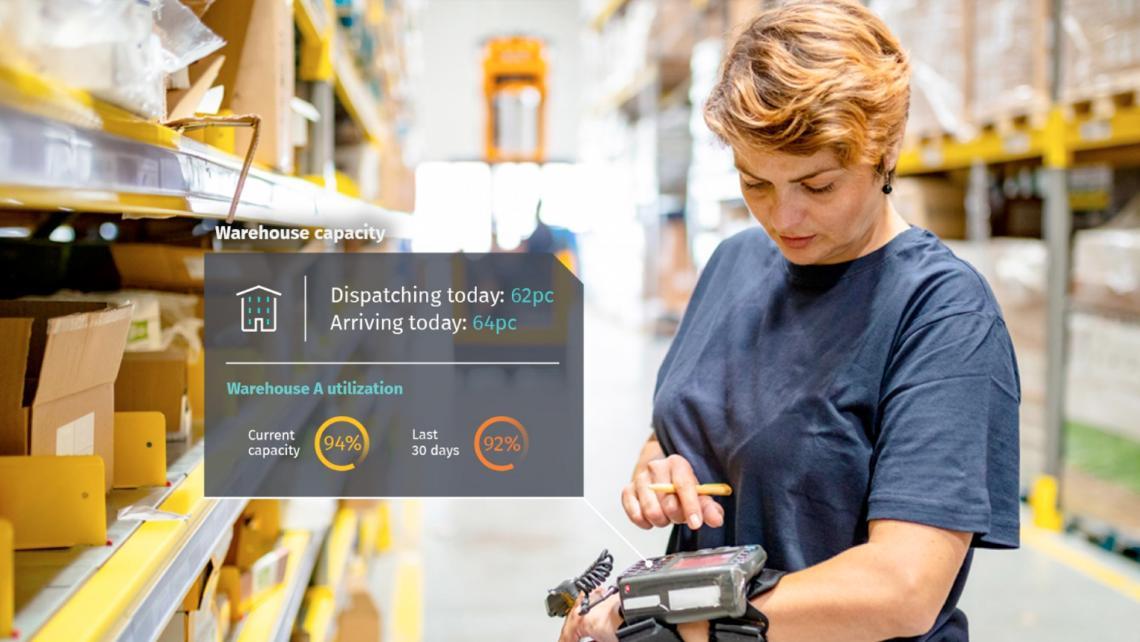 Warehouse capacity
Dispatching today: 62pc
Arriving today: 64pc
Warehouse A utilization
Current
capacity
94%
Last
30 days
92%